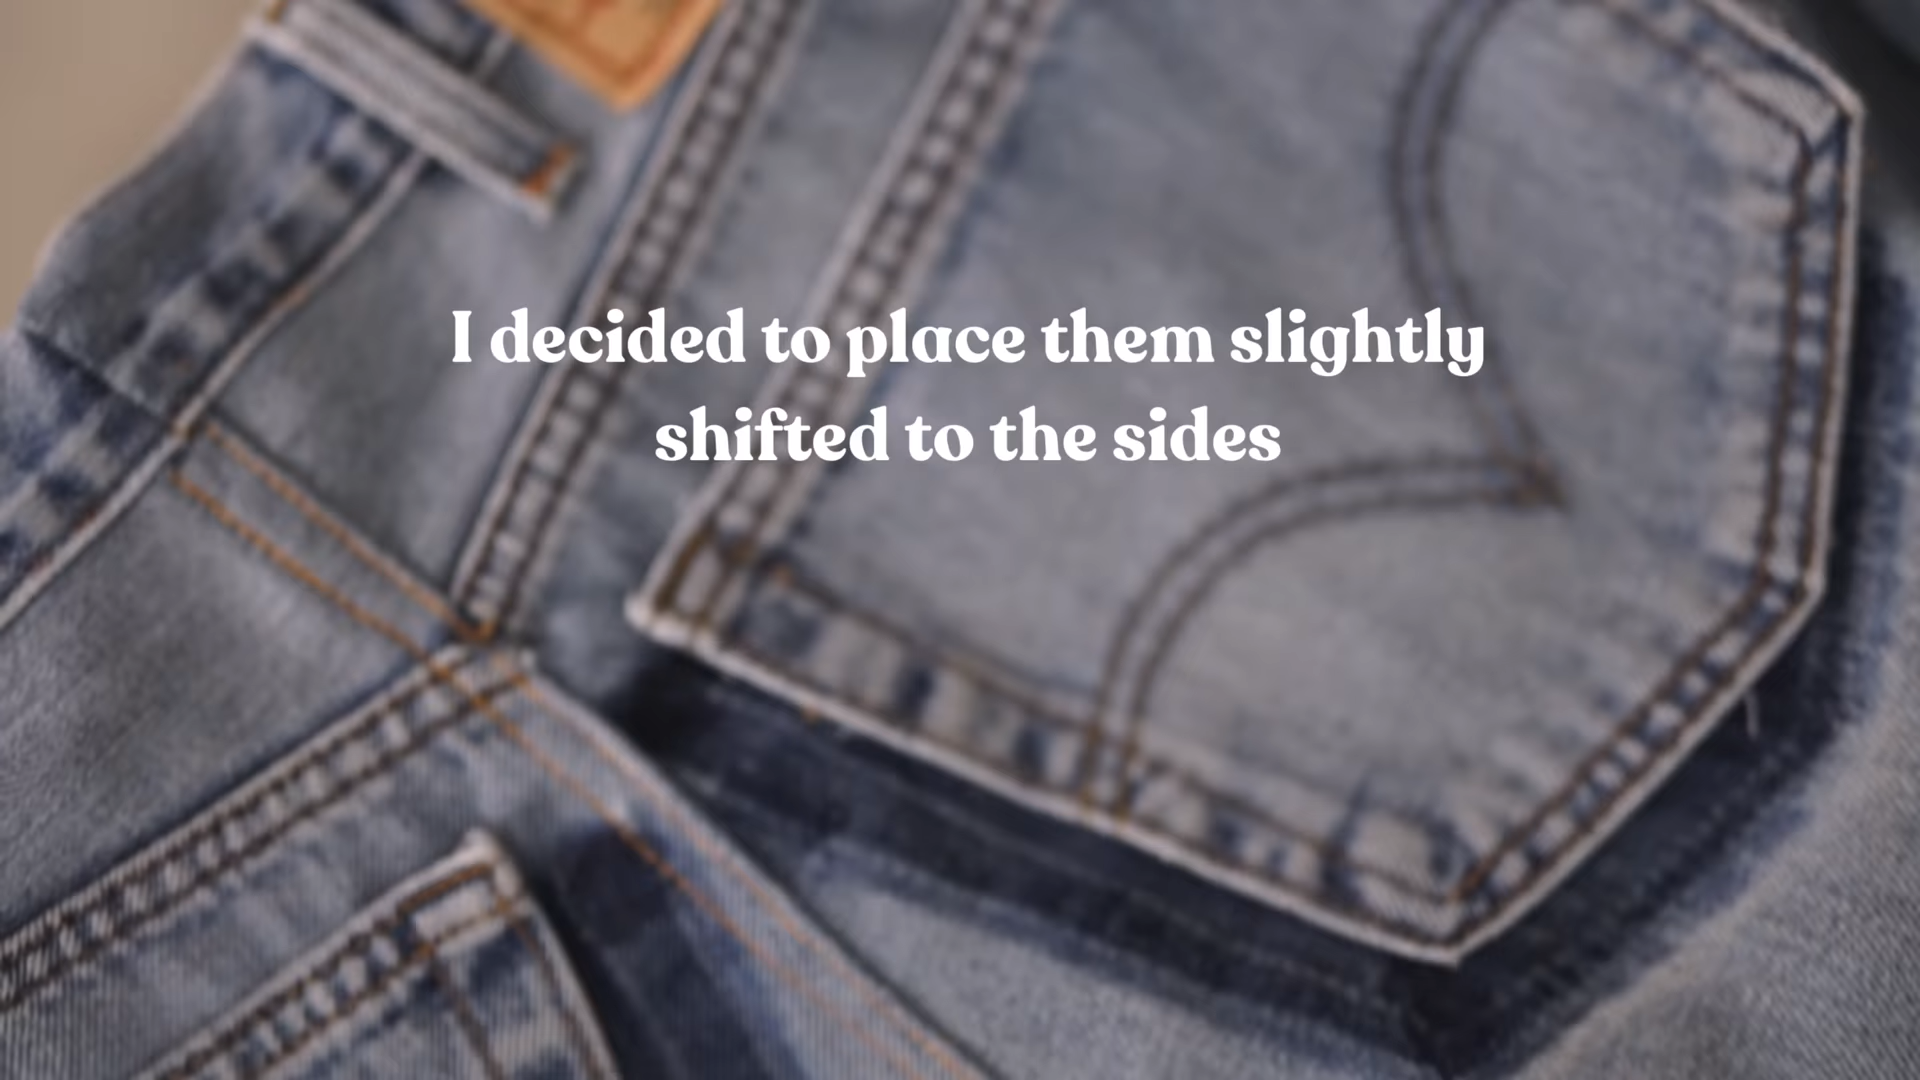 I decided to place them slightly
shifted to the sides